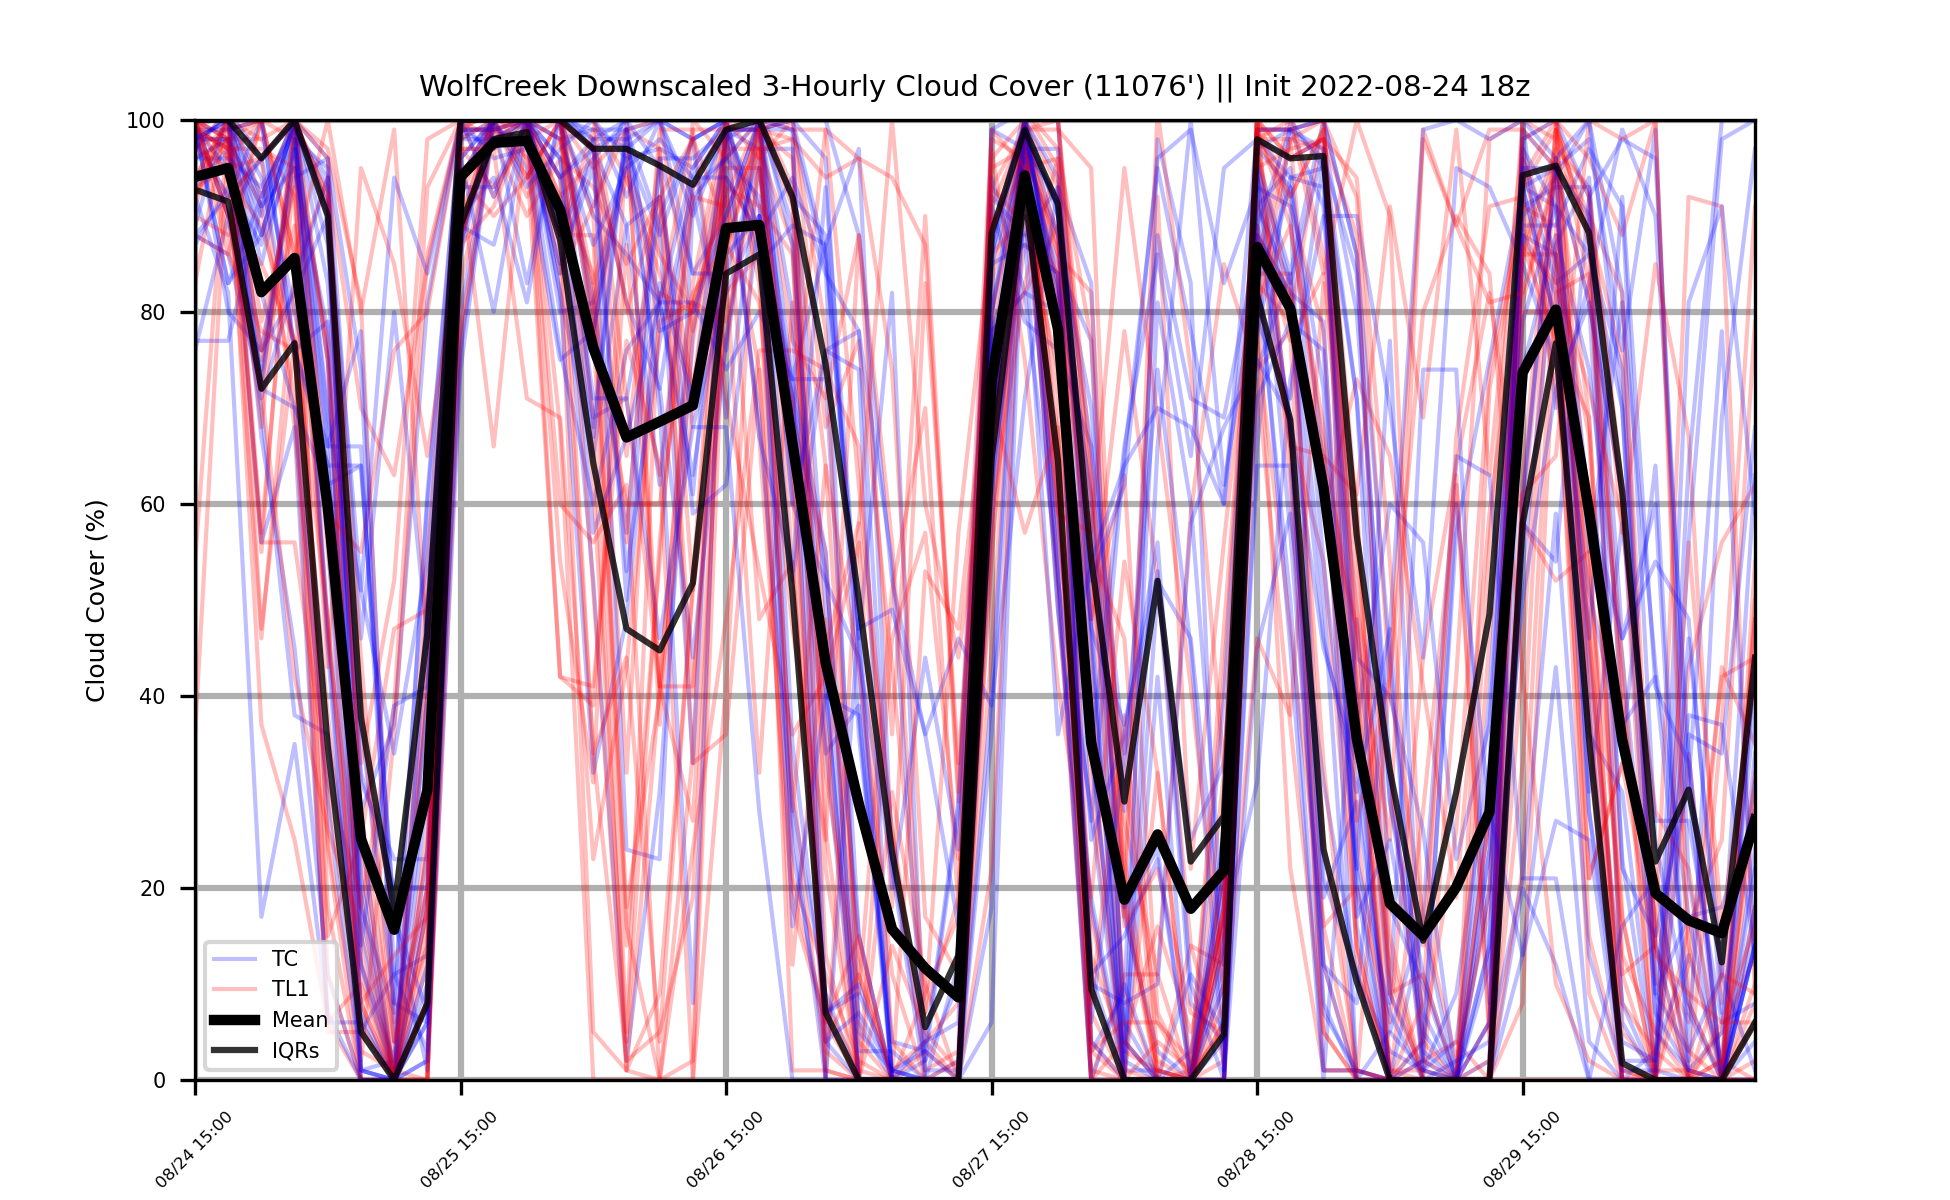 WolfCreek Downscaled 3-Hourly Cloud Cover (11076') || Init 2022-08-24 18z
Cloud Cover (%)
100
80
60
40
20
0
TC
TL1
Mean
IQRs
08/24 15:00
08/25 15:00
08/26 15:00
08/27 15:00
08/28 15:00
08/29 15:00